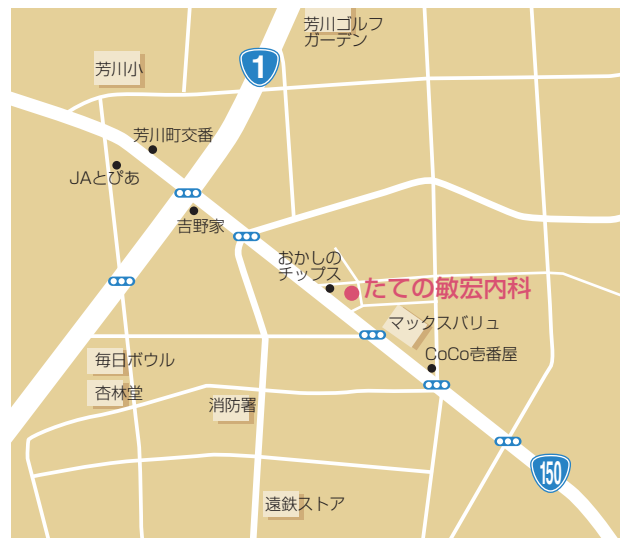 芳川ゴルフ
ガーデン
1
芳川小
芳川町交番
JAとぴあ
吉野家
おかしの
チップス
たての敏宏内科
マックスバリュ
CoCo壱番屋
毎日ボウル
杏林堂
消防署
150
遠鉄ストア